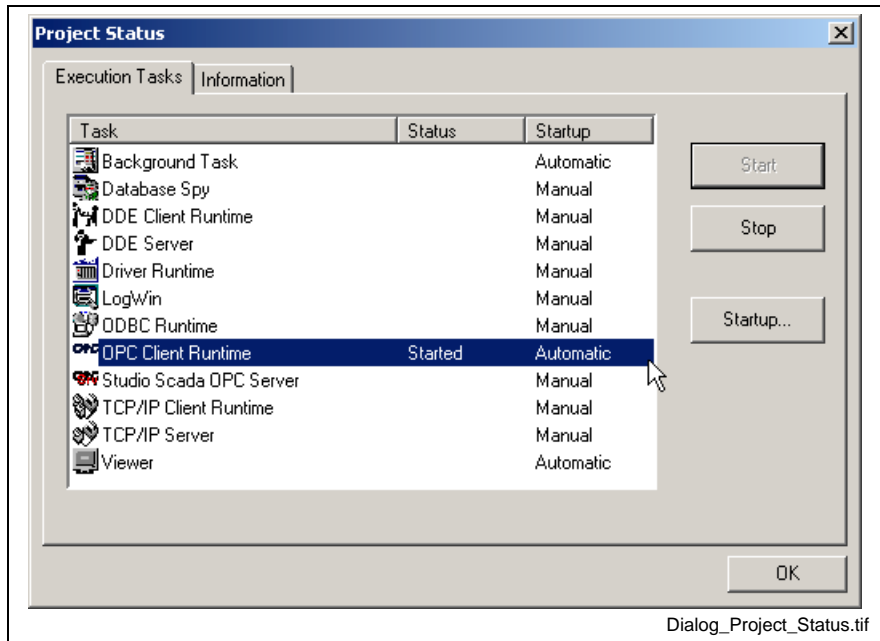 Project Status
Execution Tasks Information
Task Status Startup
Background Task Automatic
Database Spy Manual
DDE Client Runtime Manual
DDE Server Manual
Driver Runtime Manual
LogWin Manual
ODBC Runtime Manual
OPC OPC Client Runtime Started Automatic
Studio Scada OPC Server Manual
TCP/IP Client Runtime Manual
TCP/IP Server Manual
Viewer Automatic
Start
Stop
Startup...
OK
Dialog_Project_Status.tif